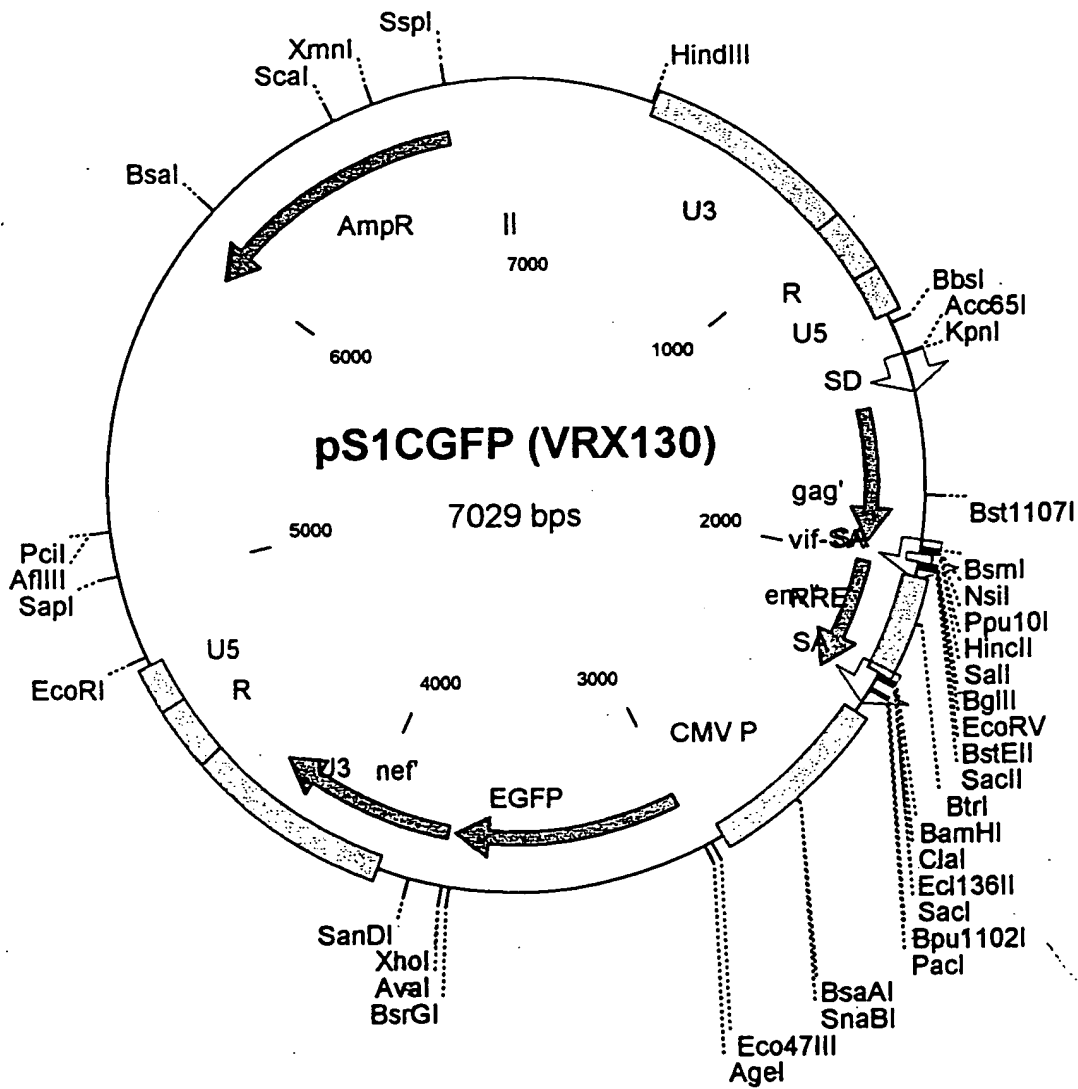 SspI
XmnI
ScaI
HindIII
BsaI
AmpR
II
U3
7000
BbsI
Acc65I
KpnI
R
U5
6000
1000
SD
pS1CGFP (VRX130)
7029 bps
gag'
Bst1107I
5000
2000
vif-SA
PciI
AflIII
SapI
BsmI
NsiI
Ppu10I
HincII
SalI
BglII
EcoRV
BstEII
SacII
BtrI
BamHI
ClaI
Ecl136II
SacI
Bpu1102I
PacI
RRE
SA
U5
R
EcoRI
4000
3000
CMV P
U3
nef'
EGFP
SanDI
XhoI
AvaI
BsrGI
BsaAI
SnaBI
Eco47III
AgeI